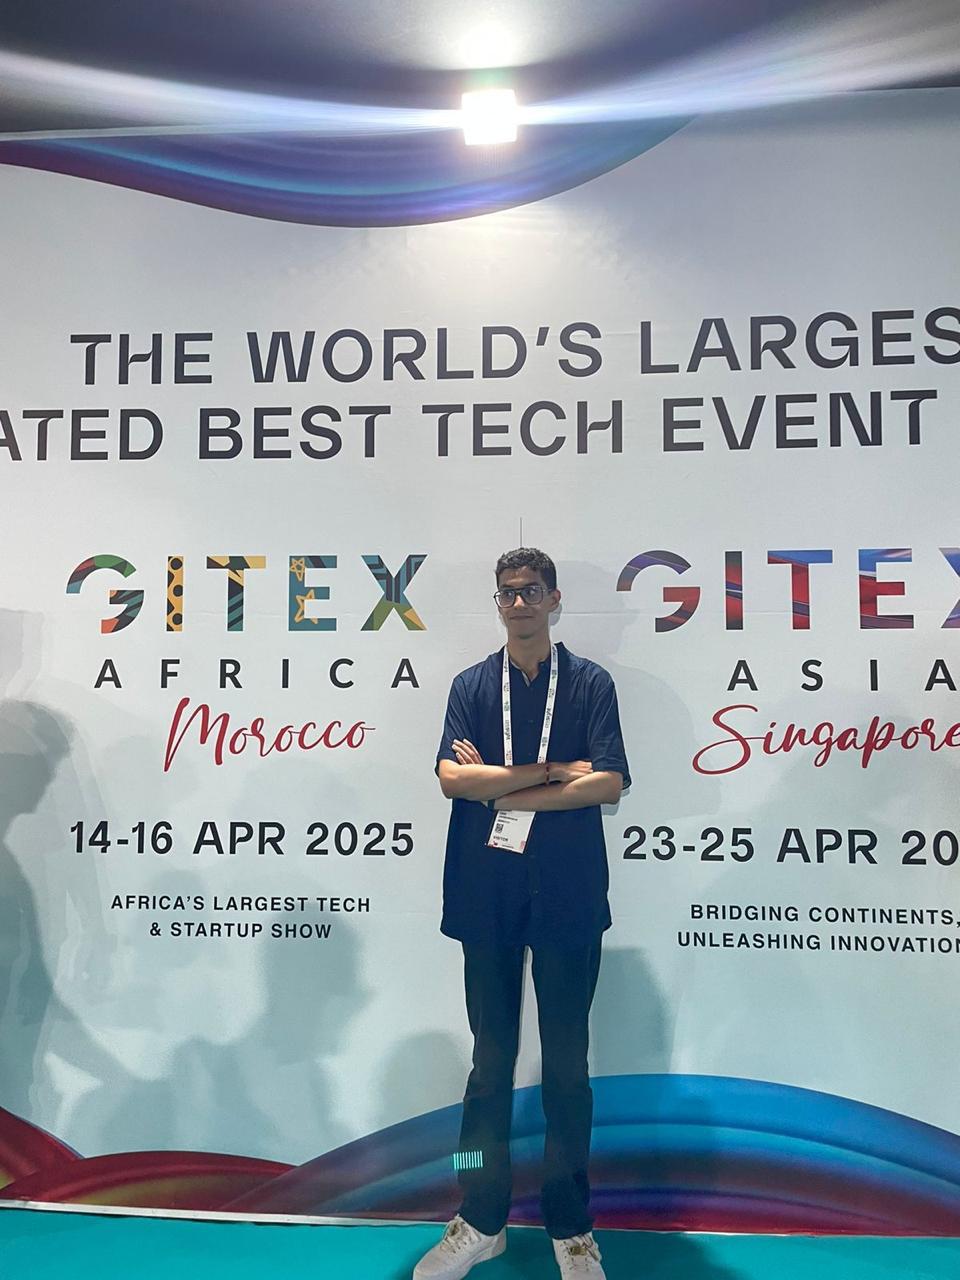 THE WORLD'S LARGES
ATED BEST TECH EVENT
GITEX
AFRICA
Morocco
14-16 APR 2025
AFRICA'S LARGEST TECH
& STARTUP SHOW
GITEX
ASIA
Singapore
23-25 APR 20
BRIDGING CONTINENTS,
UNLEASHING INNOVATION
VISITOR